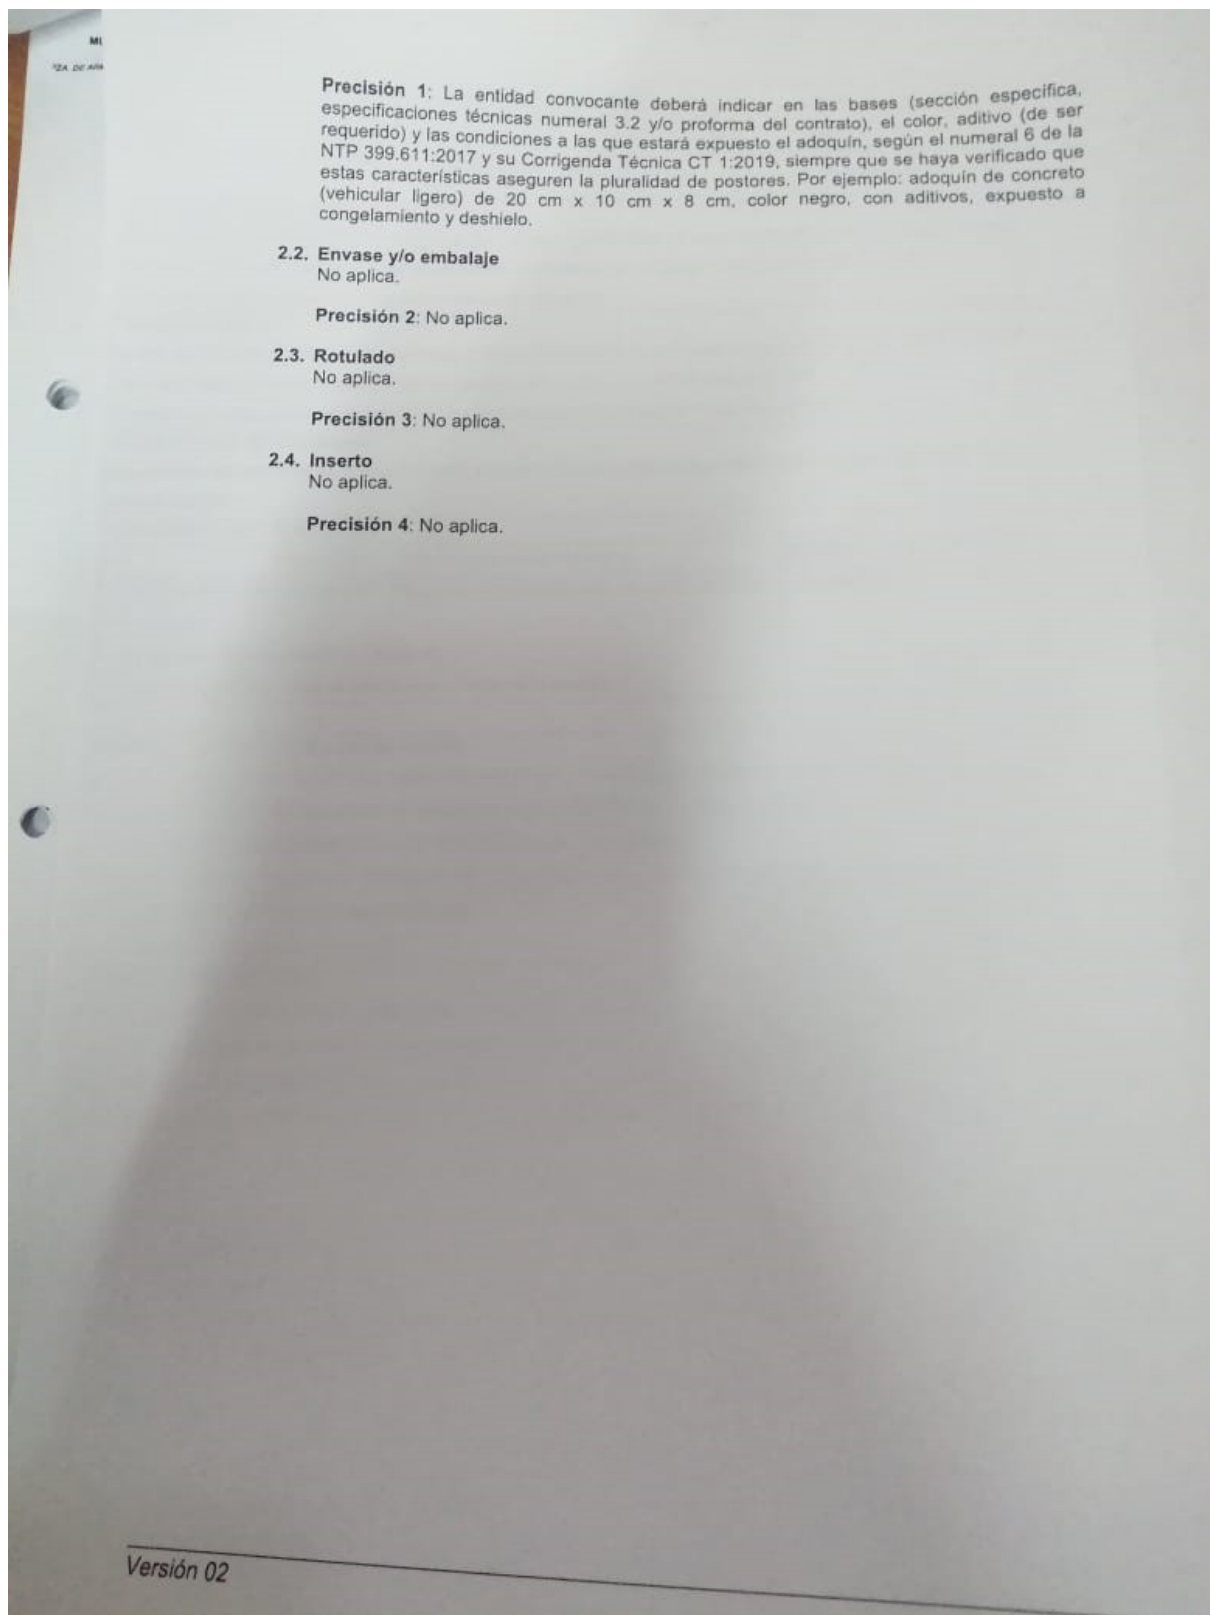 MU
PZA. DE ARM
Precisión 1: La entidad convocante deberá indicar en las bases (sección específica,
especificaciones técnicas numeral 3.2 y/o proforma del contrato), el color, aditivo (de ser
requerido) y las condiciones a las que estará expuesto el adoquín, según el numeral 6 de la
NTP 399.611:2017 y su Corrigenda Técnica CT 1:2019, siempre que se haya verificado que
estas características aseguren la pluralidad de postores. Por ejemplo: adoquín de concreto
(vehicular ligero) de 20 cm x 10 cm x 8 cm, color negro, con aditivos, expuesto a
congelamiento y deshielo.
2.2. Envase y/o embalaje
No aplica.
Precisión 2: No aplica.
2.3. Rotulado
No aplica.
Precisión 3: No aplica.
2.4. Inserto
No aplica.
Precisión 4: No aplica.
Versión 02